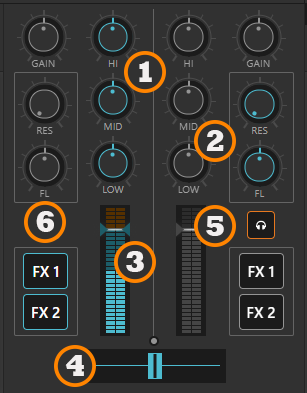 GAIN HI HI GAIN
1
RES MID MID RES
2
FL LOW LOW FL
6 5
3
FX 1 FX 1
FX 2 FX 2
4